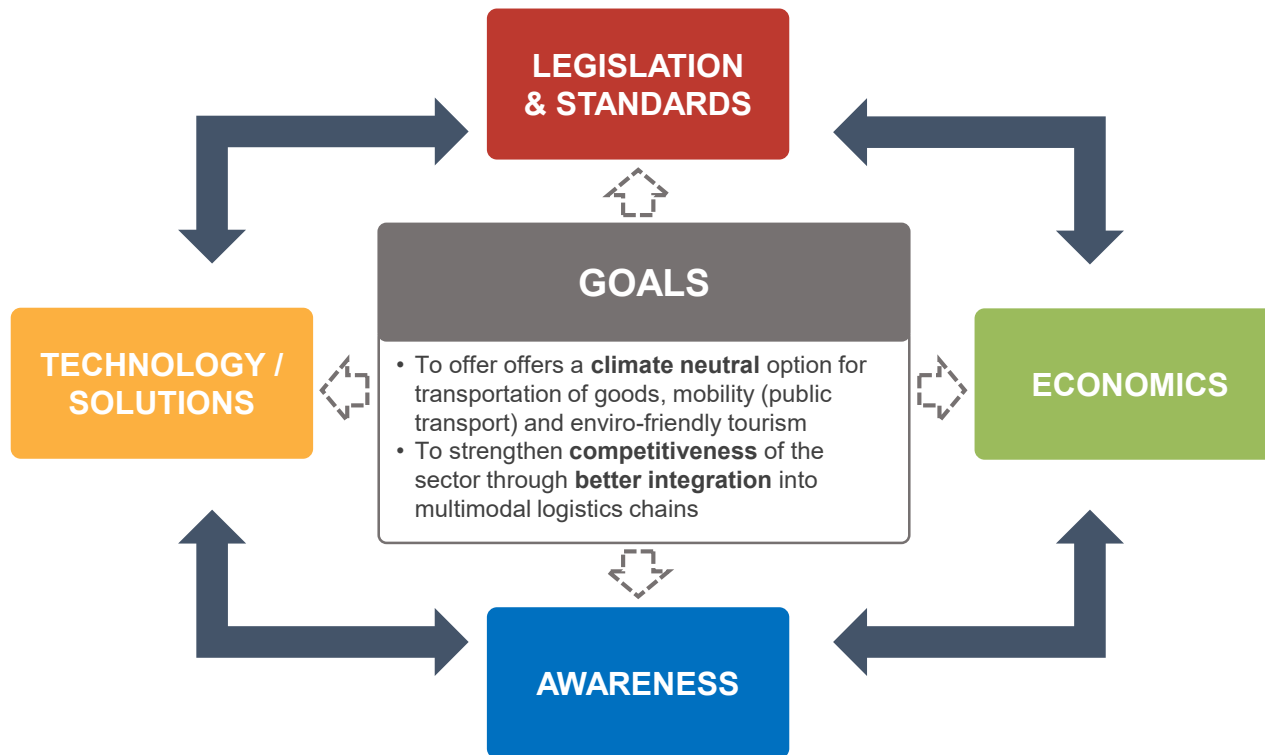 LEGISLATION
& STANDARDS
GOALS
TECHNOLOGY /
SOLUTIONS
• To offer offers a climate neutral option for
transportation of goods, mobility (public
transport) and enviro-friendly tourism
• To strengthen competitiveness of the
sector through better integration into
multimodal logistics chains
ECONOMICS
AWARENESS